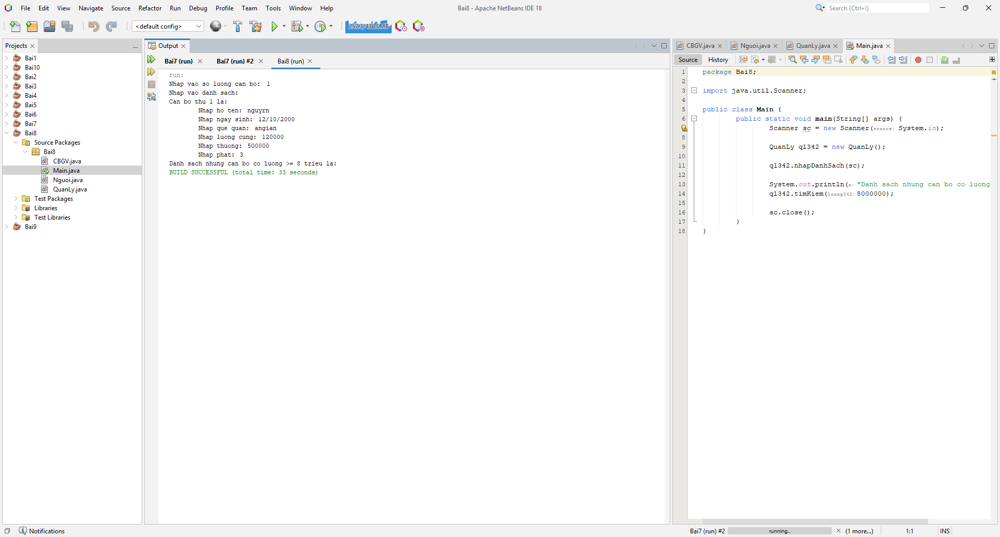 File Edit View Navigate Source Refactor Run Debug Profile Team Tools Window Help
Bai8 - Apache NetBeans IDE 18
Search (Ctrl+I)
<default config>
257.3/438.0MB
Projects
Bai1
Bai10
Bai2
Bai3
Bai4
Bai5
Bai6
Bai7
Bai8
Source Packages
Bai8
CBGV.java
Main.java
Nguoi.java
QuanLy.java
Test Packages
Libraries
Test Libraries
Bai9
Output
Bai7 (run) Bai7 (run) #2 Bai8 (run)
run:
Nhap vao so luong can bo: 1
Nhap vao danh sach:
Can bo thu 1 la:
Nhap ho ten: nguyrn
Nhap ngay sinh: 12/10/2000
Nhap que quan: angian
Nhap luong cung: 120000
Nhap thuong: 500000
Nhap phat: 3
Danh sach nhung can bo co luong >= 8 trieu la:
BUILD SUCCESSFUL (total time: 33 seconds)
CBGV.java Nguoi.java QuanLy.java Main.java
Source History
1 package Bai8;
2
3 import java.util.Scanner;
4
5 public class Main {
6 public static void main(String[] args) {
Scanner sc = new Scanner(source: System.in);
8
9 QuanLy ql342 = new QuanLy();
10
11 ql342.nhapDanhSach(sc);
12
13 System.out.println(x: "Danh sach nhung can bo co luong
14 ql342.timKiem(luong342: 8000000);
15
16 sc.close();
17 }
18 }
Notifications
Bai7 (run) #2 running... (1 more...) 1:1 INS